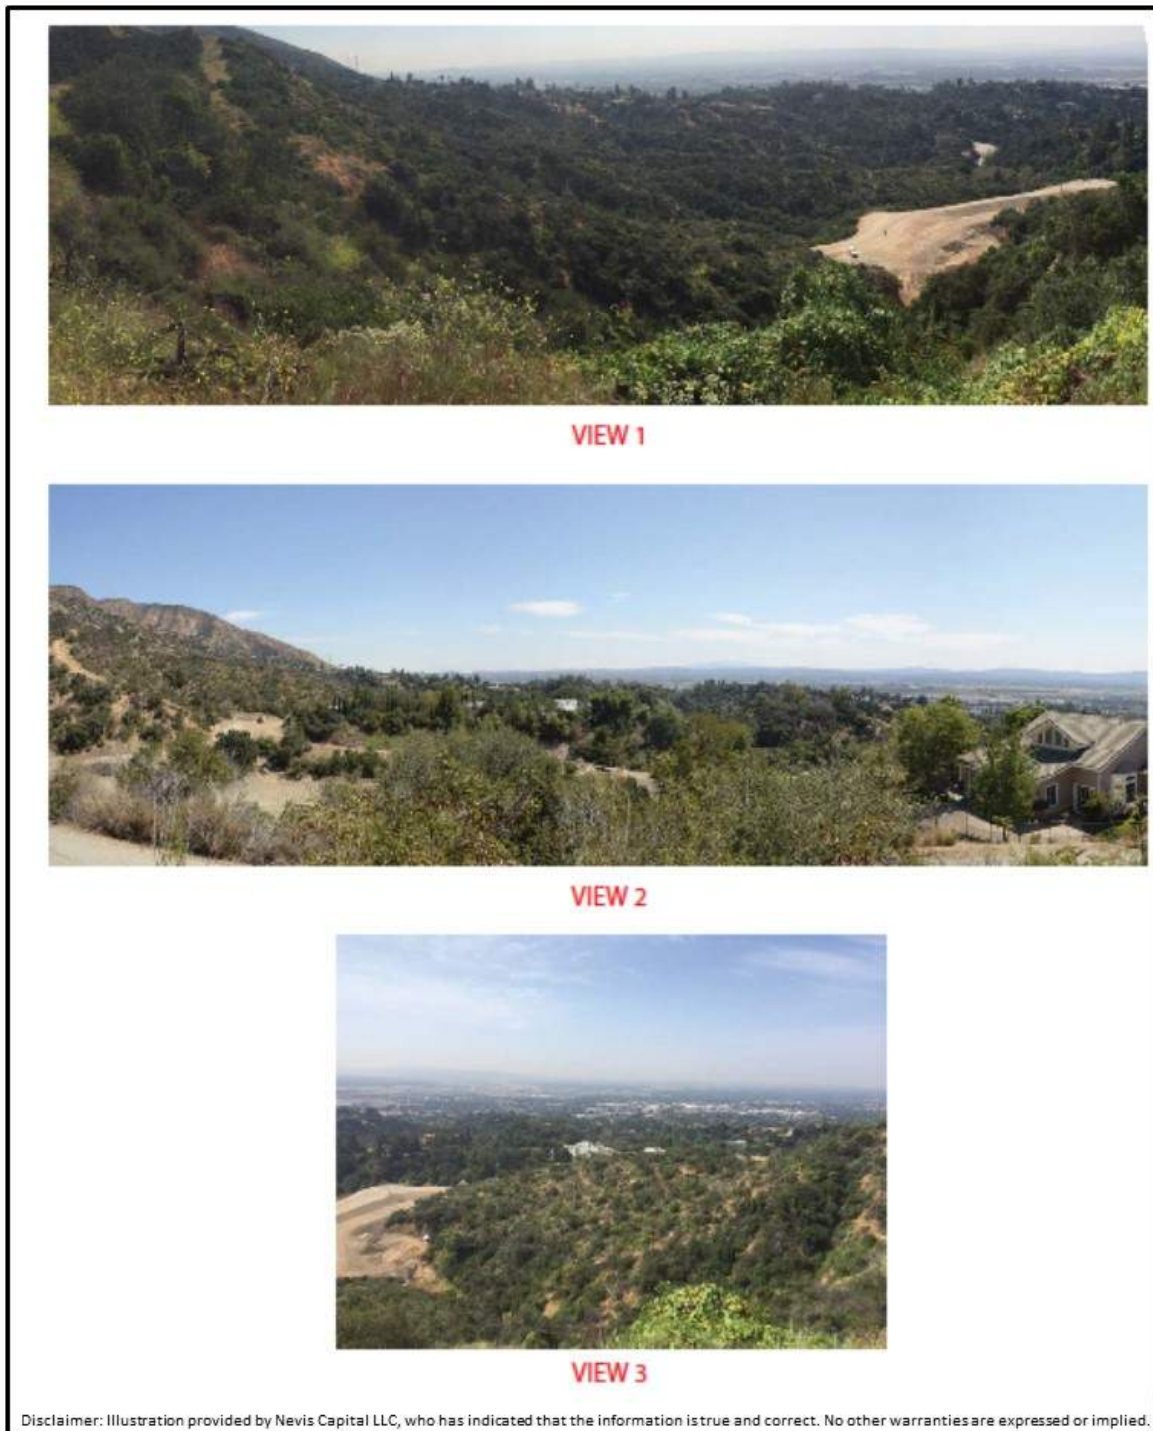 VIEW 1
VIEW 2
VIEW 3
Disclaimer: Illustration provided by Nevis Capital LLC, who has indicated that the information is true and correct. No other warranties are expressed or implied.